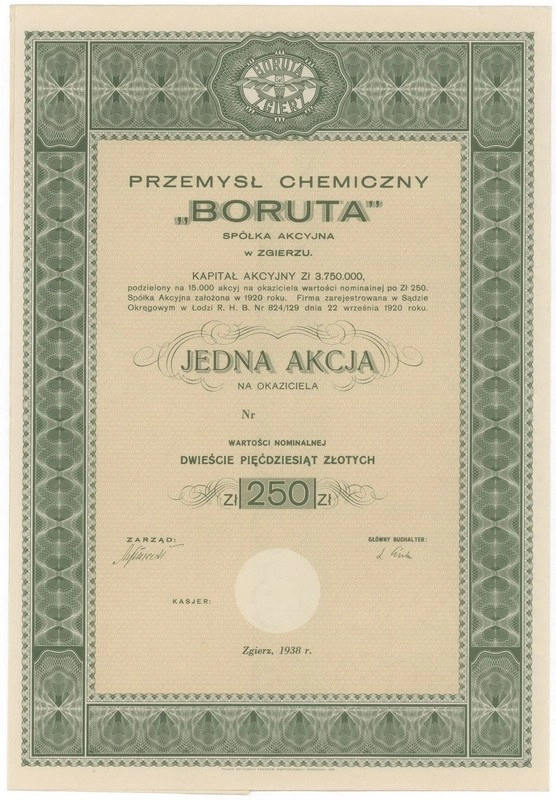 BORUTA
ZGIERZ
PRZEMYSŁ CHEMICZNY
„BORUTA”
SPÓŁKA AKCYJNA
w ZGIERZU.
KAPITAŁ AKCYJNY Zł 3.750.000,
podzielony na 15.000 akcyj na okaziciela wartości nominalnej po Zł 250.
Spółka Akcyjna założona w 1920 roku. Firma zarejestrowana w Sądzie
Okręgowym w Łodzi R. H. B. Nr 824/129 dnia 22 września 1920 roku.
JEDNA AKCJA
NA OKAZICIELA
Nr
WARTOŚCI NOMINALNEJ
DWIEŚCIE PIĘĆDZIESIĄT ZŁOTYCH
Zł 250 Zł
ZARZĄD:
GŁÓWNY BUCHALTER:
KASJER:
Zgierz, 1938 r.